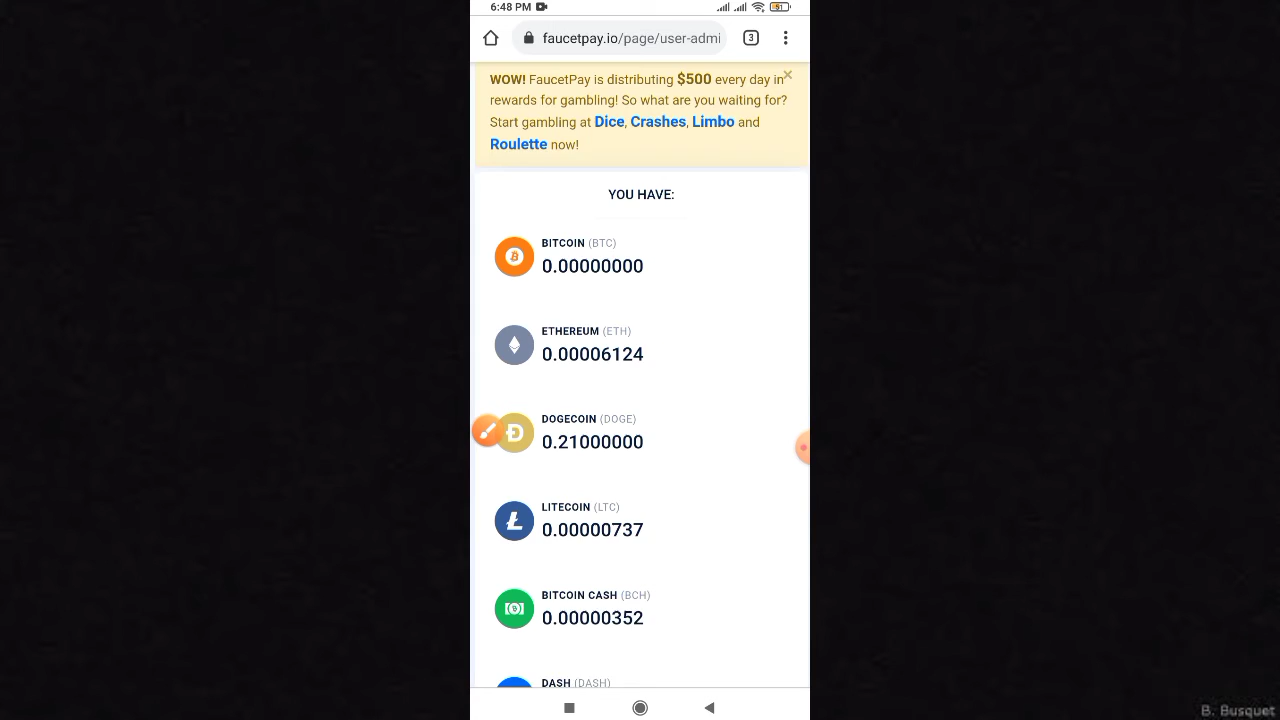 6:48 PM
51
faucetpay.io/page/user-admi
3
WOW! FaucetPay is distributing $500 every day in
rewards for gambling! So what are you waiting for?
Start gambling at Dice, Crashes, Limbo and
Roulette now!
YOU HAVE:
BITCOIN (BTC)
0.00000000
ETHEREUM (ETH)
0.00006124
DOGECOIN (DOGE)
0.21000000
LITECOIN (LTC)
0.00000737
BITCOIN CASH (BCH)
0.00000352
DASH (DASH)
B. Busquet